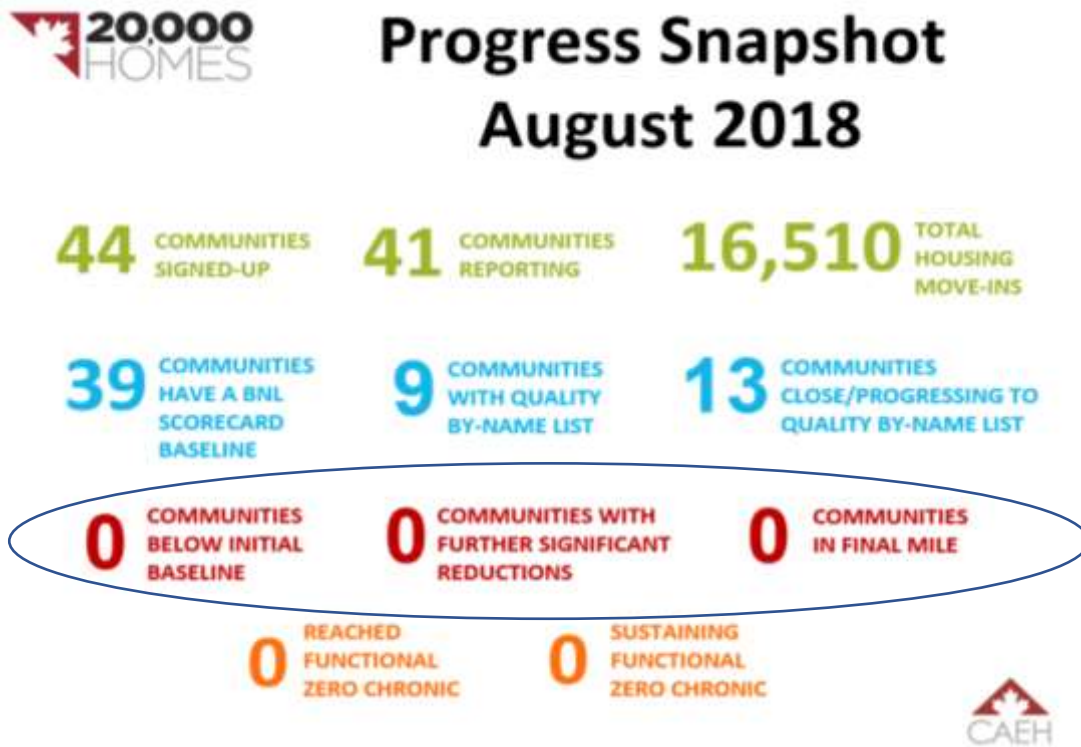 20,000
HOMES
Progress Snapshot
August 2018
44 COMMUNITIES
SIGNED-UP
41 COMMUNITIES
REPORTING
16,510 TOTAL
HOUSING
MOVE-INS
39 COMMUNITIES
HAVE A BNL
SCORECARD
BASELINE
9 COMMUNITIES
WITH QUALITY
BY-NAME LIST
13 COMMUNITIES
CLOSE/PROGRESSING TO
QUALITY BY-NAME LIST
0 COMMUNITIES
BELOW INITIAL
BASELINE
0 COMMUNITIES WITH
FURTHER SIGNIFICANT
REDUCTIONS
0 COMMUNITIES
IN FINAL MILE
0 REACHED
FUNCTIONAL
ZERO CHRONIC
0 SUSTAINING
FUNCTIONAL
ZERO CHRONIC
CAEH